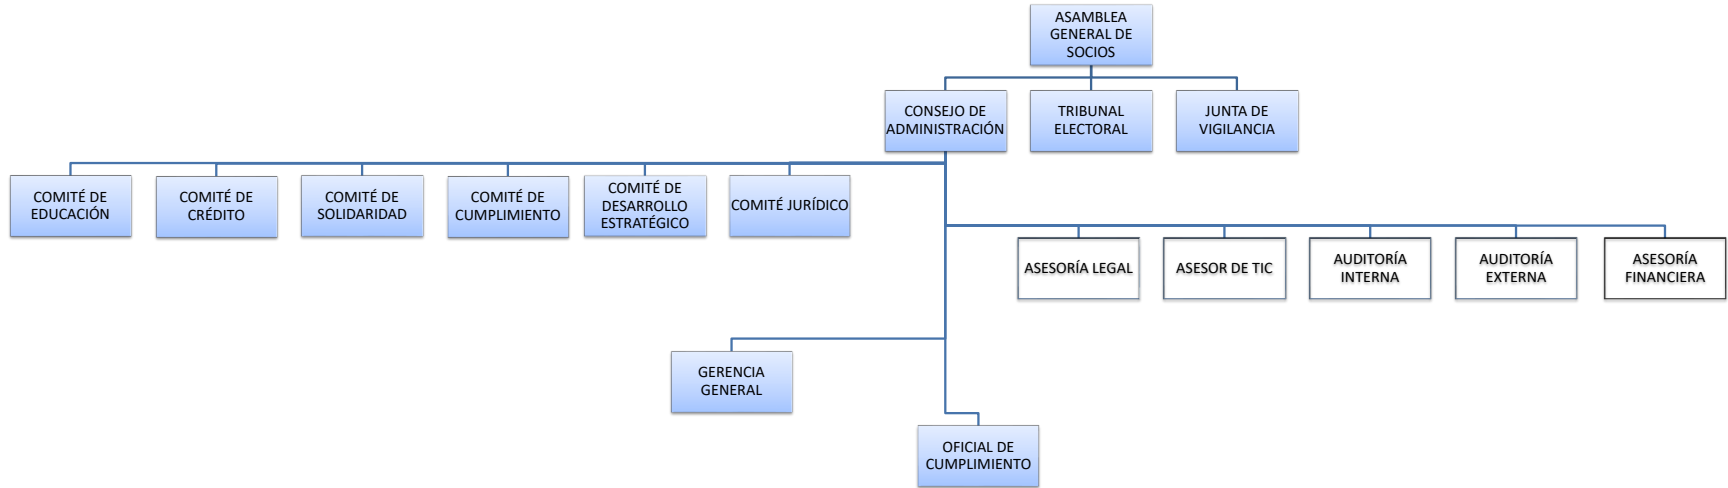 ASAMBLEA
GENERAL DE
SOCIOS
CONSEJO DE
ADMINISTRACIÓN
TRIBUNAL
ELECTORAL
JUNTA DE
VIGILANCIA
COMITÉ DE
EDUCACIÓN
COMITÉ DE
CRÉDITO
COMITÉ DE
SOLIDARIDAD
COMITÉ DE
CUMPLIMIENTO
COMITÉ DE
DESARROLLO
ESTRATÉGICO
COMITÉ JURÍDICO
ASESORÍA LEGAL
ASESOR DE TIC
AUDITORÍA
INTERNA
AUDITORÍA
EXTERNA
ASESORÍA
FINANCIERA
GERENCIA
GENERAL
OFICIAL DE
CUMPLIMIENTO